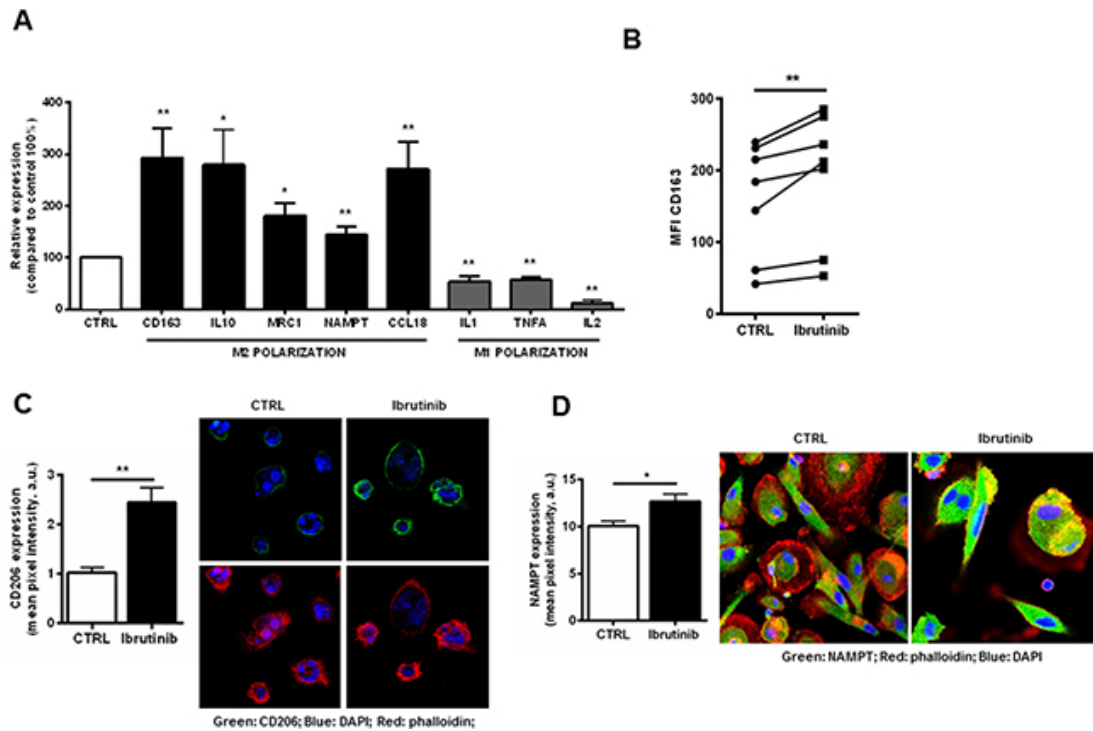 A
Relative expression
(compared to control 100%)
400
300
200
100
0
** * * ** ** ** ** **
CTRL CD163 IL10 MRC1 NAMPT CCL18 IL1 TNFA IL2
M2 POLARIZATION M1 POLARIZATION
B
**
MFI CD163
300
200
100
0
CTRL Ibrutinib
C
CD206 expression
(mean pixel intensity, a.u.)
3
2
1
0
**
CTRL Ibrutinib
CTRL Ibrutinib
Green: CD206; Blue: DAPI; Red: phalloidin;
D
NAMPT expression
(mean pixel intensity, a.u.)
15
10
5
0
*
CTRL Ibrutinib
CTRL Ibrutinib
Green: NAMPT; Red: phalloidin; Blue: DAPI